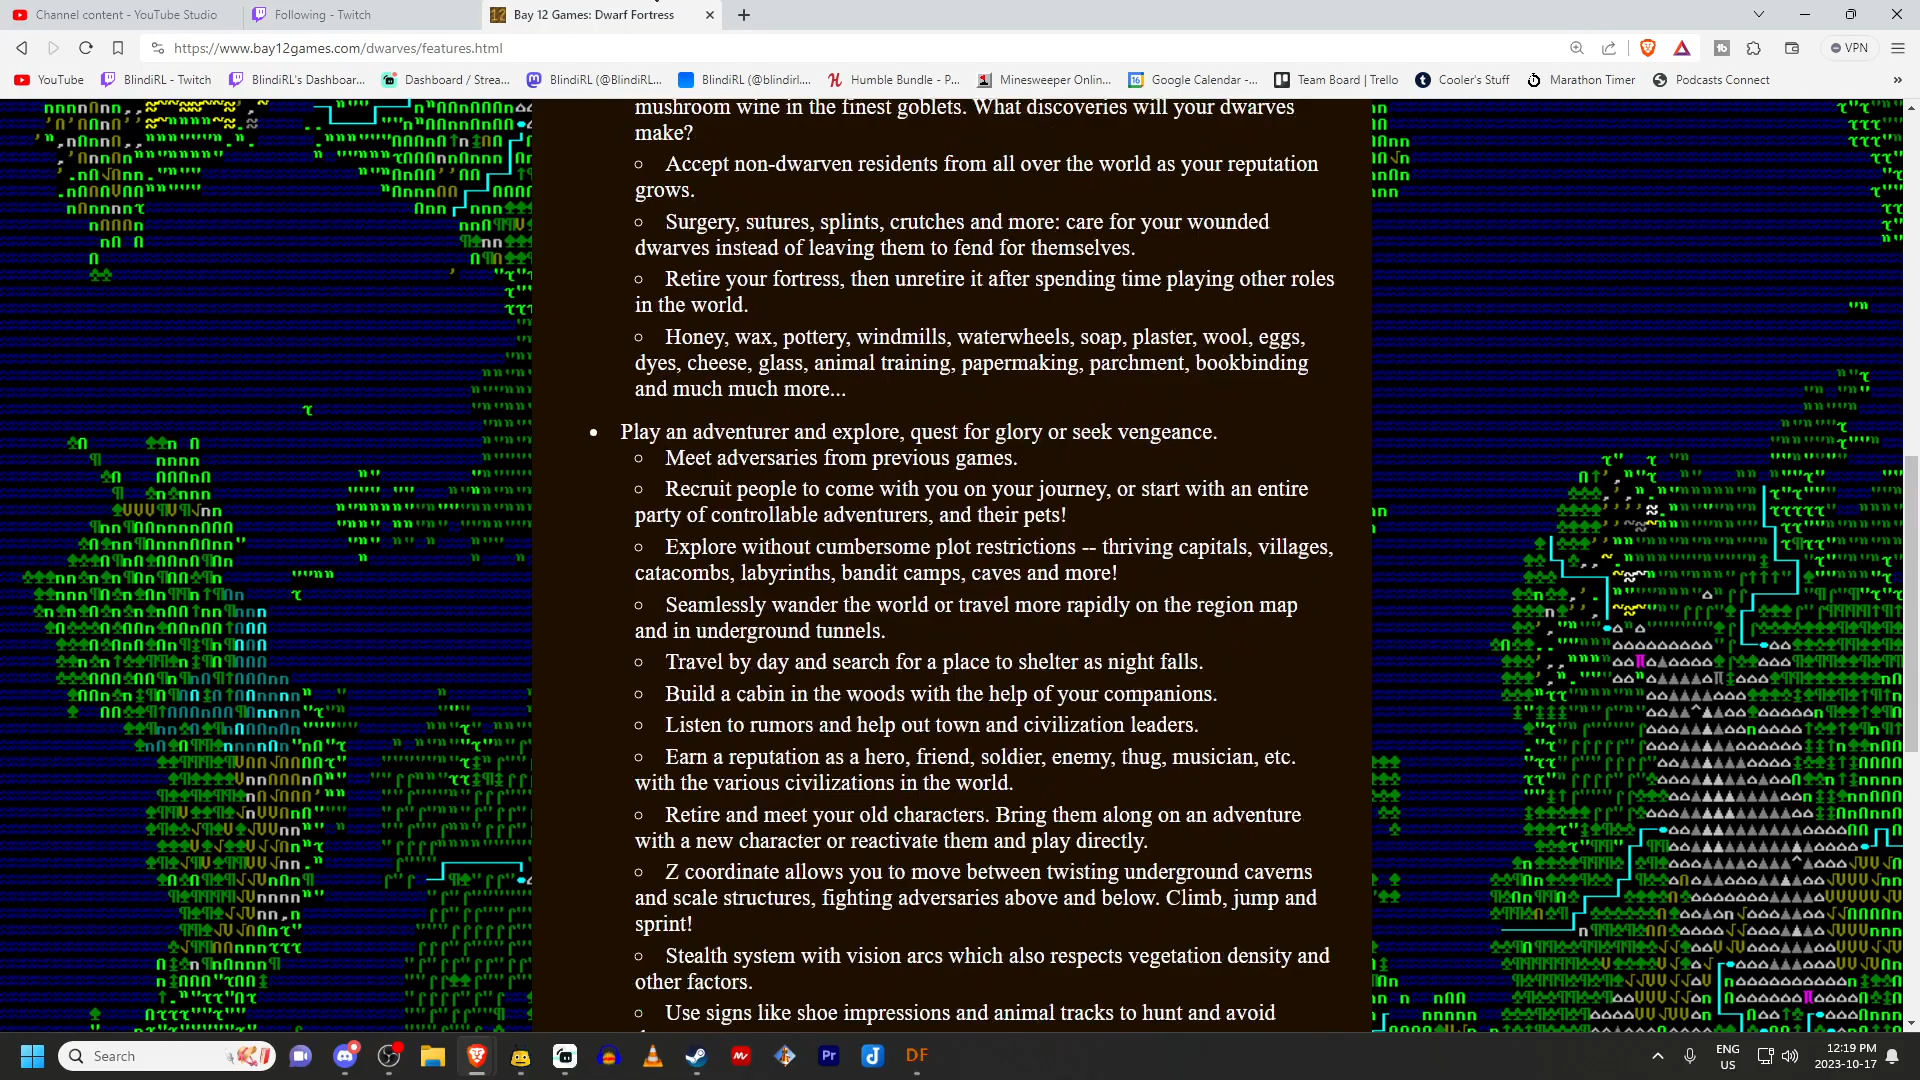 Channel content - YouTube Studio
Following - Twitch
12 Bay 12 Games: Dwarf Fortress
https://www.bay12games.com/dwarves/features.html
VPN
YouTube
BlindiRL - Twitch
BlindiRL's Dashboar...
Dashboard / Strea...
BlindiRL (@BlindiRL...
BlindiRL (@blindirl....
Humble Bundle - P...
Minesweeper Onlin...
16 Google Calendar -...
Team Board | Trello
Cooler's Stuff
Marathon Timer
Podcasts Connect
mushroom wine in the finest goblets. What discoveries will your dwarves
make?
Accept non-dwarven residents from all over the world as your reputation
grows.
Surgery, sutures, splints, crutches and more: care for your wounded
dwarves instead of leaving them to fend for themselves.
Retire your fortress, then unretire it after spending time playing other roles
in the world.
Honey, wax, pottery, windmills, waterwheels, soap, plaster, wool, eggs,
dyes, cheese, glass, animal training, papermaking, parchment, bookbinding
and much much more...
Play an adventurer and explore, quest for glory or seek vengeance.
Meet adversaries from previous games.
Recruit people to come with you on your journey, or start with an entire
party of controllable adventurers, and their pets!
Explore without cumbersome plot restrictions -- thriving capitals, villages,
catacombs, labyrinths, bandit camps, caves and more!
Seamlessly wander the world or travel more rapidly on the region map
and in underground tunnels.
Travel by day and search for a place to shelter as night falls.
Build a cabin in the woods with the help of your companions.
Listen to rumors and help out town and civilization leaders.
Earn a reputation as a hero, friend, soldier, enemy, thug, musician, etc.
with the various civilizations in the world.
Retire and meet your old characters. Bring them along on an adventure
with a new character or reactivate them and play directly.
Z coordinate allows you to move between twisting underground caverns
and scale structures, fighting adversaries above and below. Climb, jump and
sprint!
Stealth system with vision arcs which also respects vegetation density and
other factors.
Use signs like shoe impressions and animal tracks to hunt and avoid
Search
Pr
DF
ENG
US
12:19 PM
2023-10-17